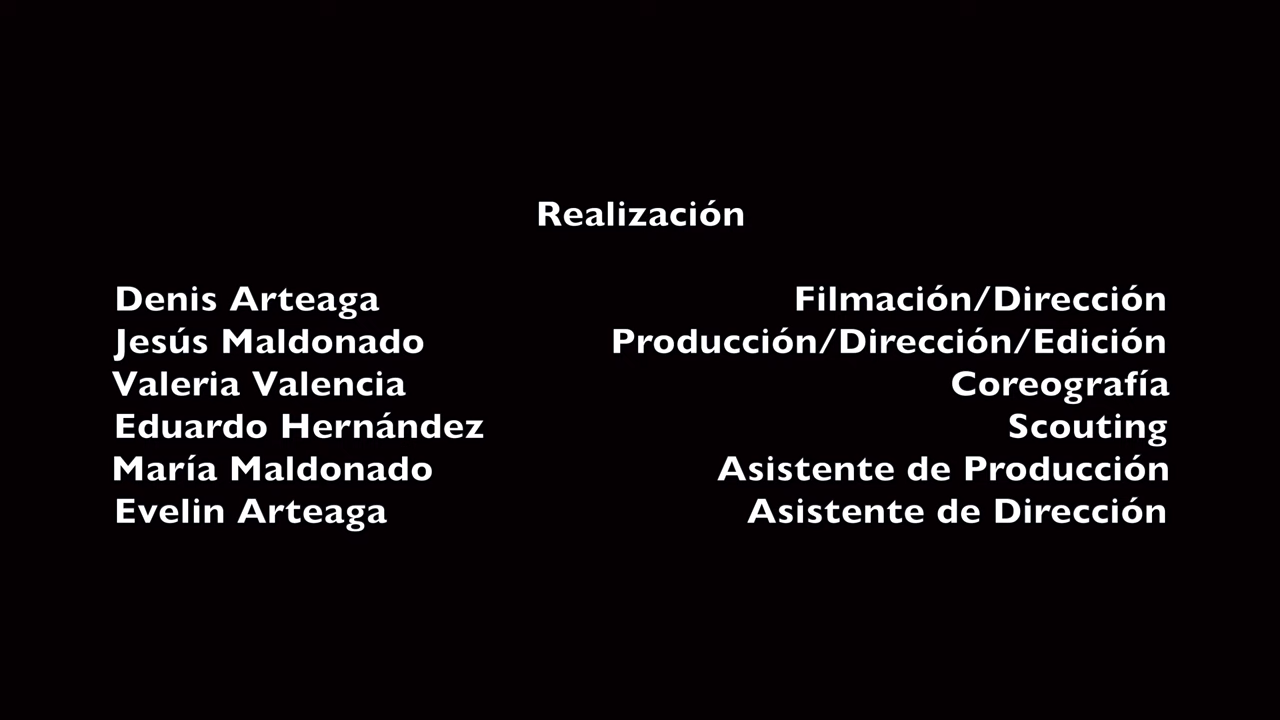 Realización
Denis Arteaga Filmación/Dirección
Jesús Maldonado Producción/Dirección/Edición
Valeria Valencia Coreografía
Eduardo Hernández Scouting
María Maldonado Asistente de Producción
Evelin Arteaga Asistente de Dirección